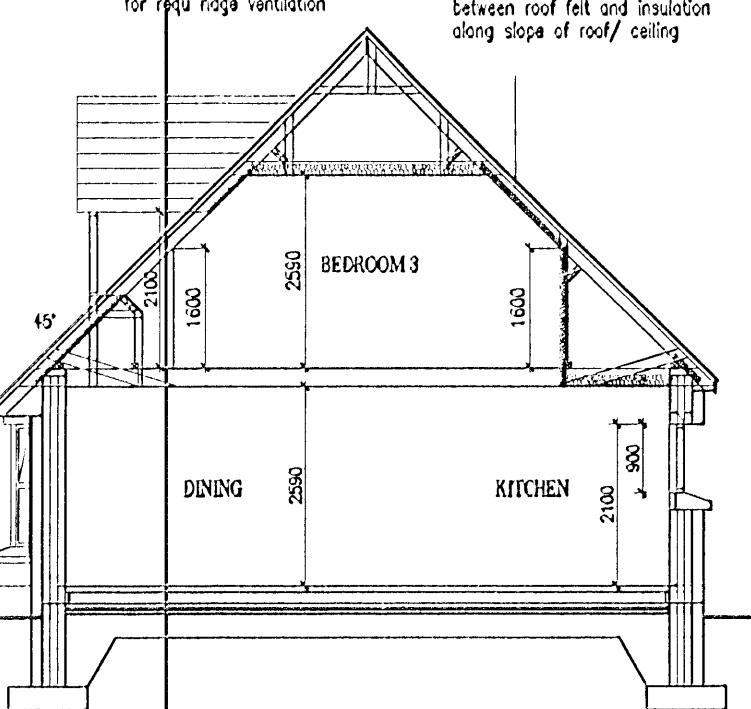 for requ ridge ventilation
between roof felt and insulation
along slope of roof/ ceiling
BEDROOM 3
2590
2100
1600
1600
45°
DINING
2590
KITCHEN
2100
900